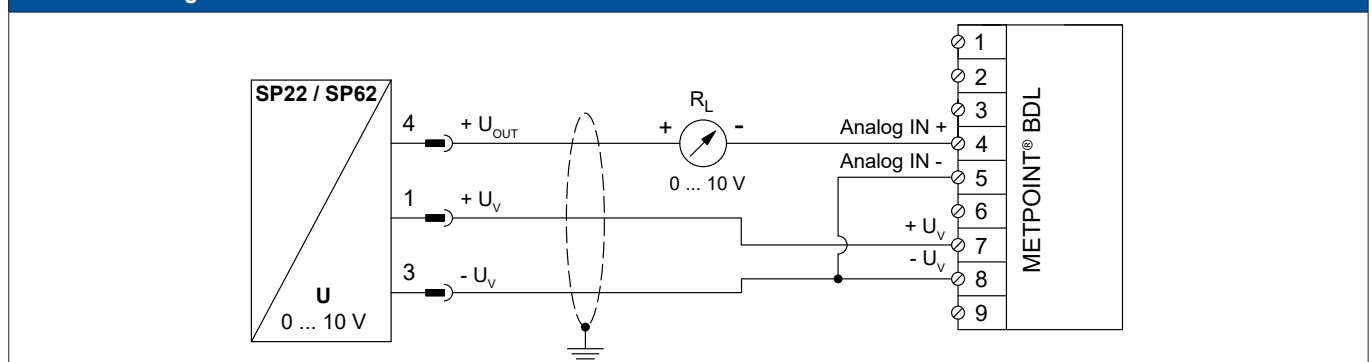 SP22 / SP62
U
0 ... 10 V
4
+ U_OUT
1
+ U_V
3
- U_V
R_L
+
-
0 ... 10 V
Analog IN +
Analog IN -
+ U_V
- U_V
1
2
3
4
5
6
7
8
9
METPOINT® BDL